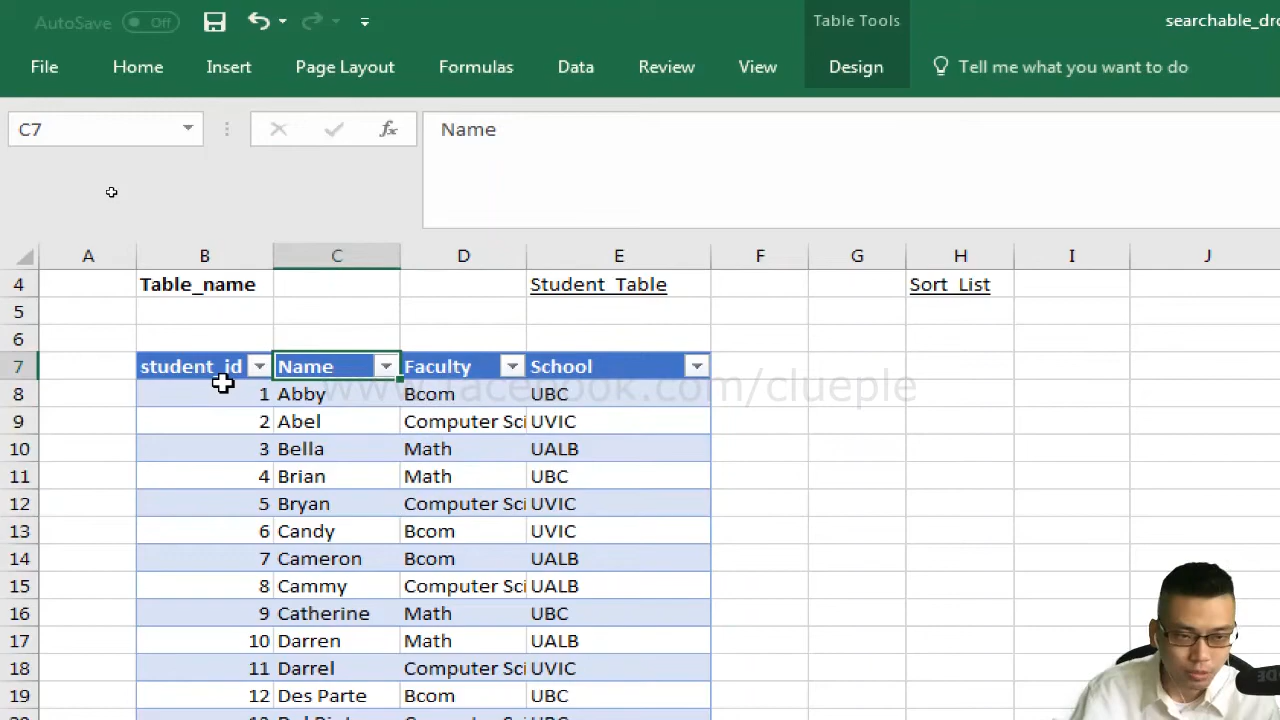 AutoSave Off Table Tools searchable_dro
File Home Insert Page Layout Formulas Data Review View Design Tell me what you want to do
C7 fx Name
A B C D E F G H I J
4 Table_name Student_Table Sort_List
5
6
7 student_id Name Faculty School
www.facebook.com/clueple
8 1 Abby Bcom UBC
9 2 Abel Computer Sci UVIC
10 3 Bella Math UALB
11 4 Brian Math UBC
12 5 Bryan Computer Sci UVIC
13 6 Candy Bcom UVIC
14 7 Cameron Bcom UALB
15 8 Cammy Computer Sci UALB
16 9 Catherine Math UBC
17 10 Darren Math UALB
18 11 Darrel Computer Sci UVIC
19 12 Des Parte Bcom UBC